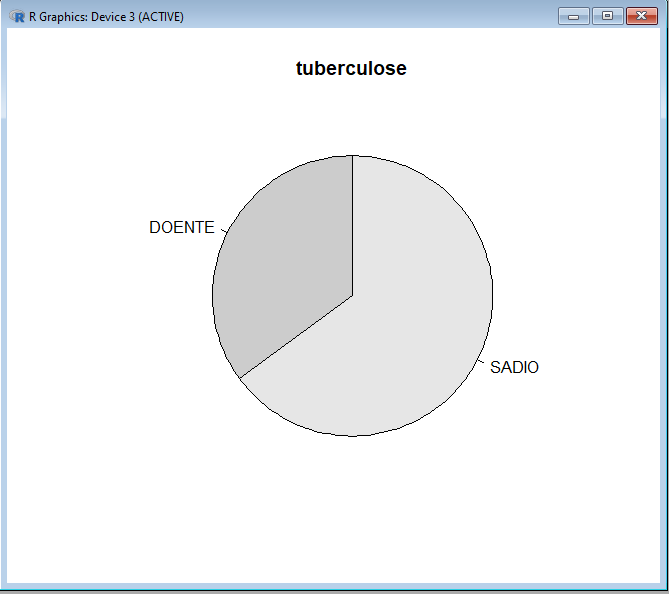 R Graphics: Device 3 (ACTIVE)
tuberculose
DOENTE
SADIO